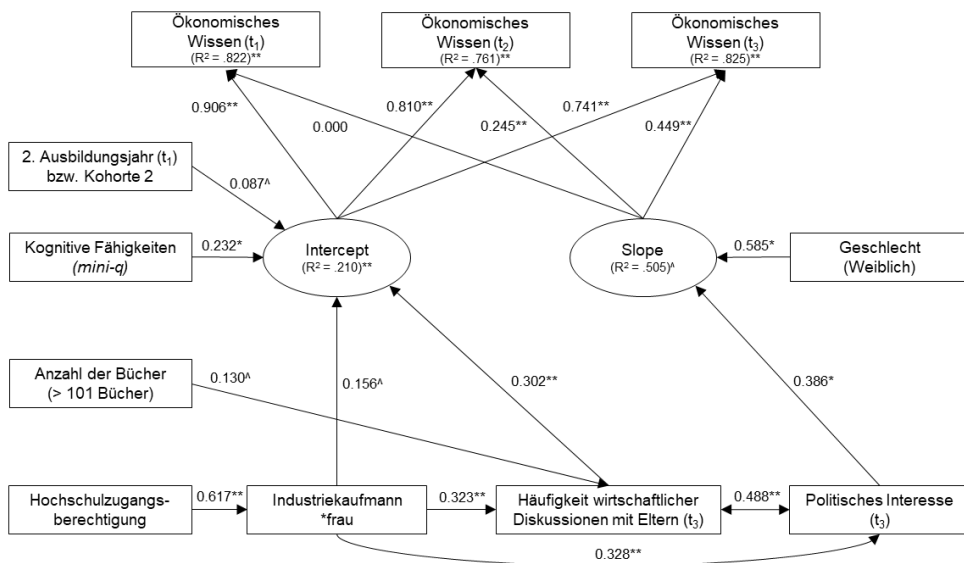 Ökonomisches
Wissen (t₁)
(R² = .822)**
Ökonomisches
Wissen (t₂)
(R² = .761)**
Ökonomisches
Wissen (t₃)
(R² = .825)**
0.906**
0.000
0.810**
0.245**
0.741**
0.449**
2. Ausbildungsjahr (t₁)
bzw. Kohorte 2
0.087^
Kognitive Fähigkeiten
(mini-q)
0.232*
Intercept
(R² = .210)**
Slope
(R² = .505)^
0.585*
Geschlecht
(Weiblich)
Anzahl der Bücher
(> 101 Bücher)
0.130^
0.156^
0.302**
0.386*
Hochschulzugangs-
berechtigung
0.617**
Industriekaufmann
*frau
0.323**
Häufigkeit wirtschaftlicher
Diskussionen mit Eltern (t₃)
0.488**
Politisches Interesse
(t₃)
0.328**